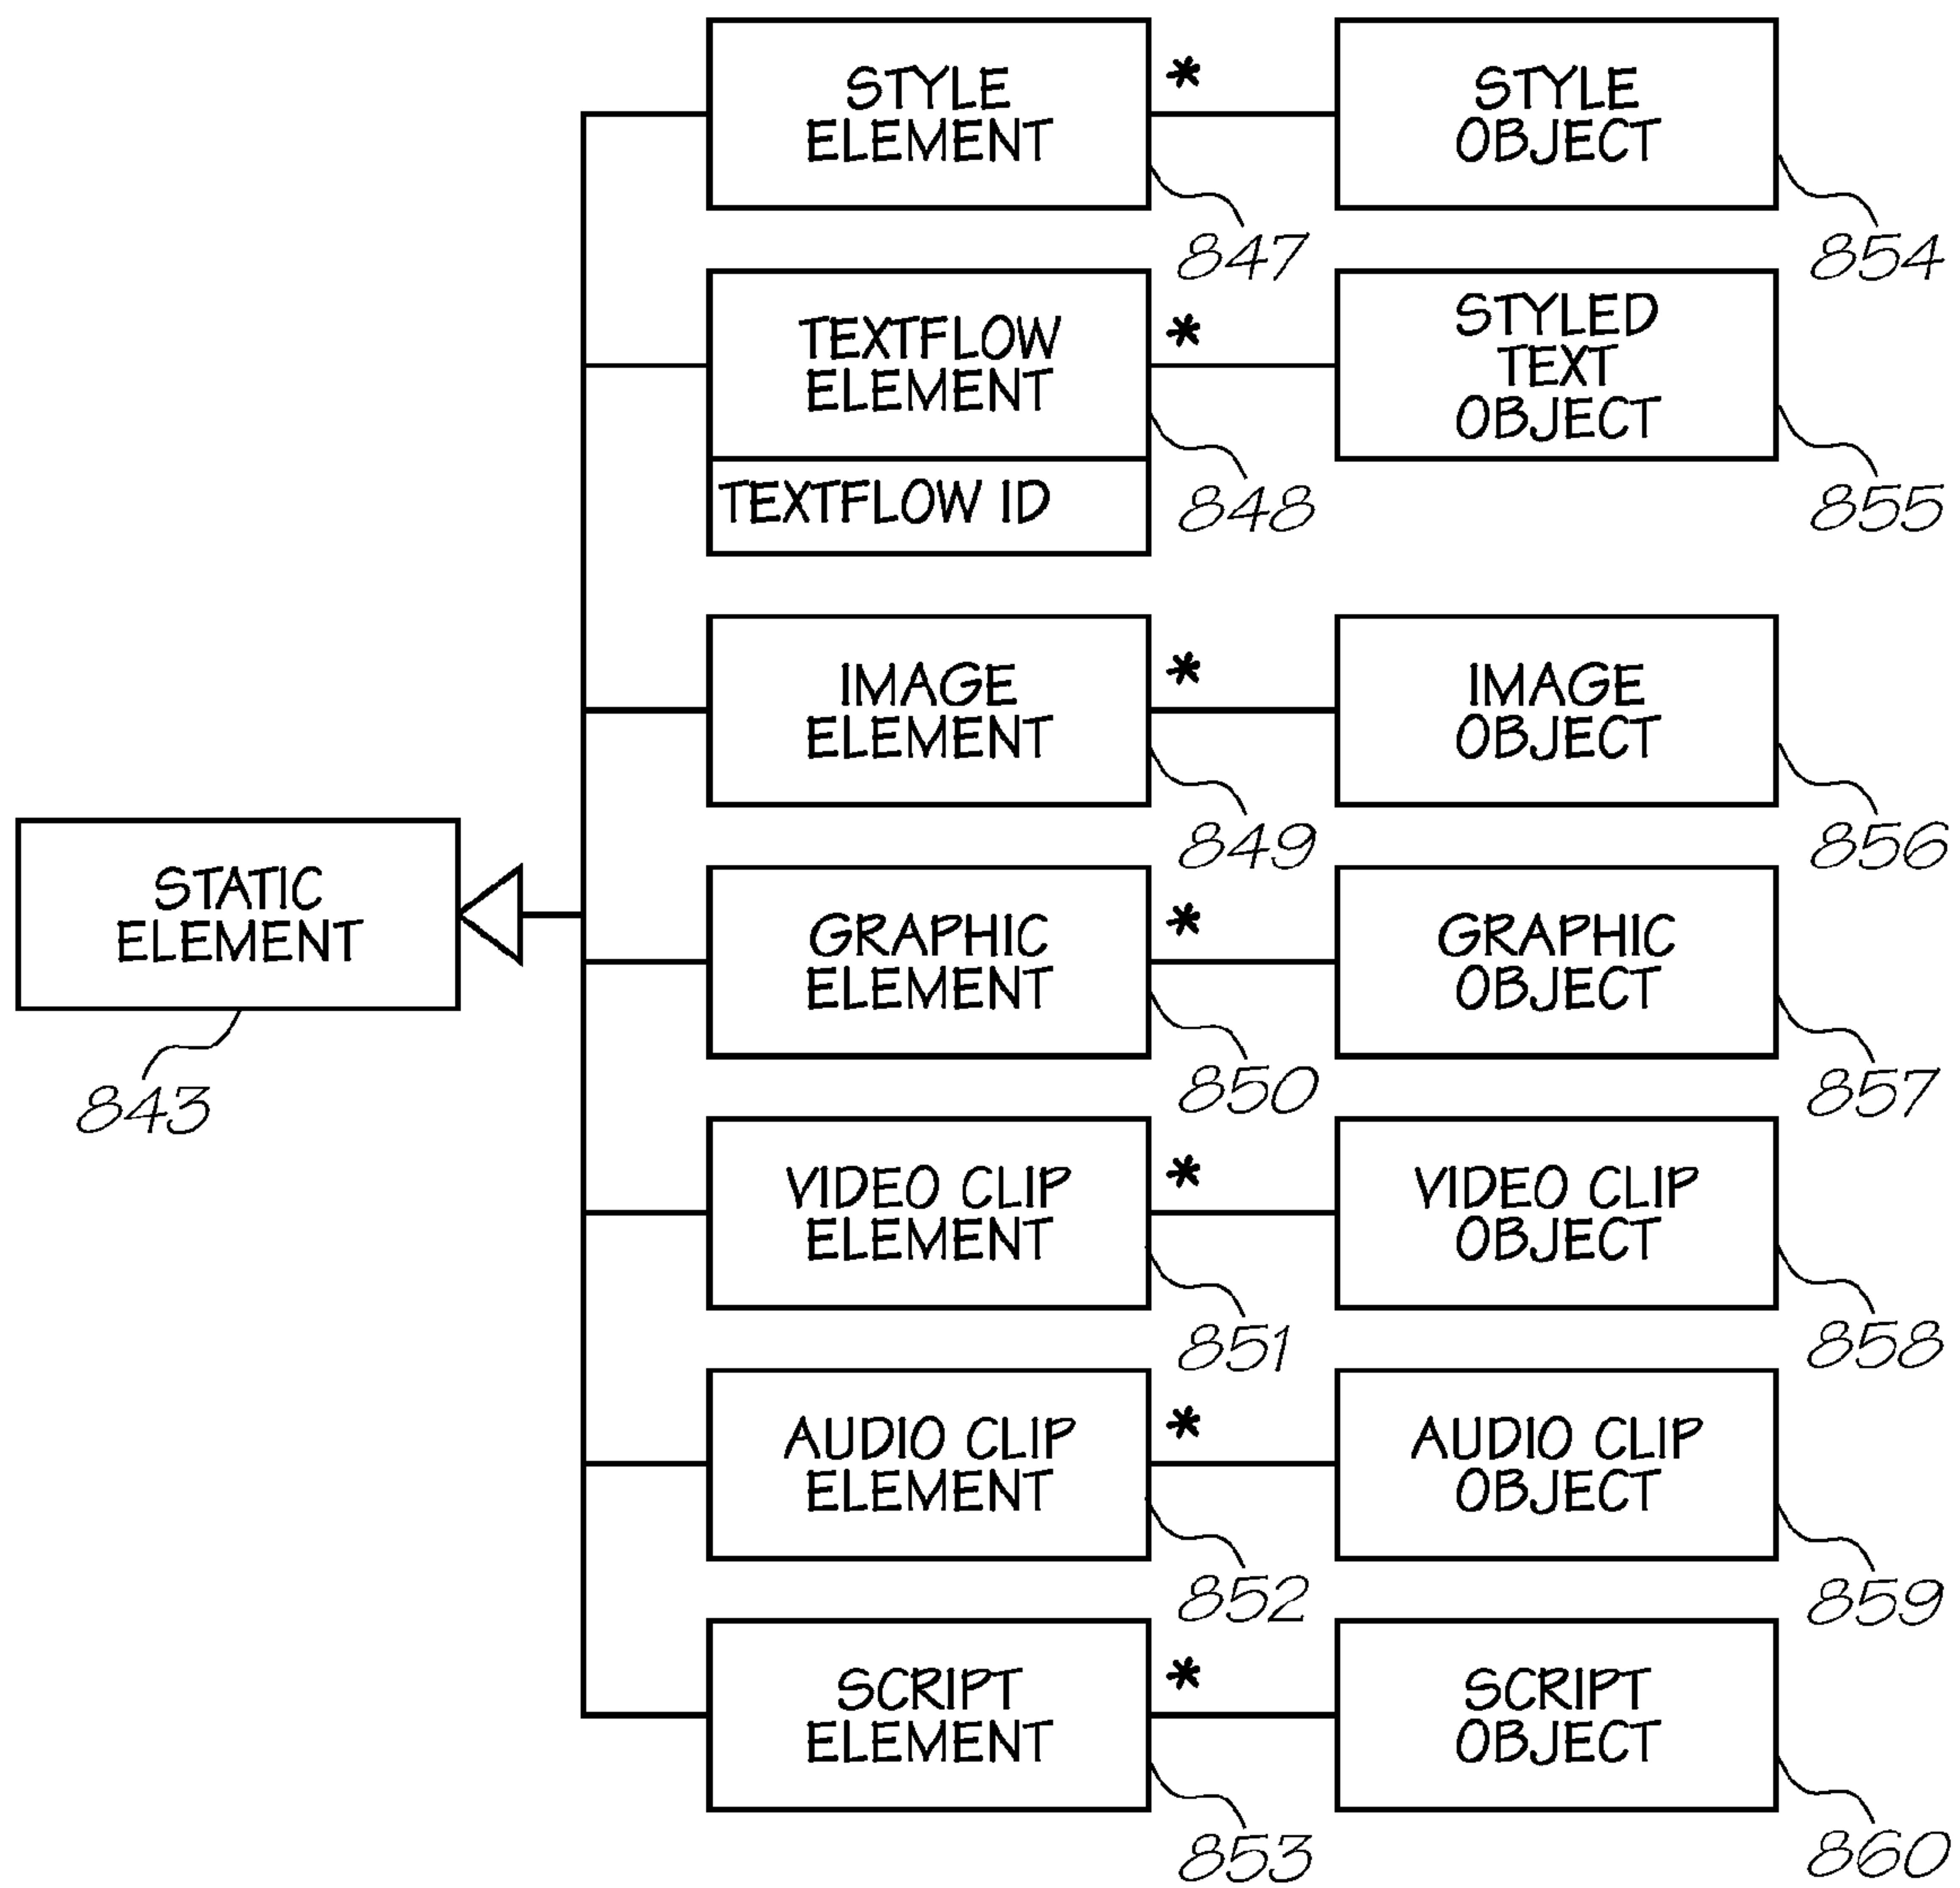 STYLE
ELEMENT
*
STYLE
OBJECT
847
854
TEXTFLOW
ELEMENT
*
STYLED
TEXT
OBJECT
TEXTFLOW ID
848
855
IMAGE
ELEMENT
*
IMAGE
OBJECT
849
856
STATIC
ELEMENT
843
GRAPHIC
ELEMENT
*
GRAPHIC
OBJECT
850
857
VIDEO CLIP
ELEMENT
*
VIDEO CLIP
OBJECT
851
858
AUDIO CLIP
ELEMENT
*
AUDIO CLIP
OBJECT
852
859
SCRIPT
ELEMENT
*
SCRIPT
OBJECT
853
860